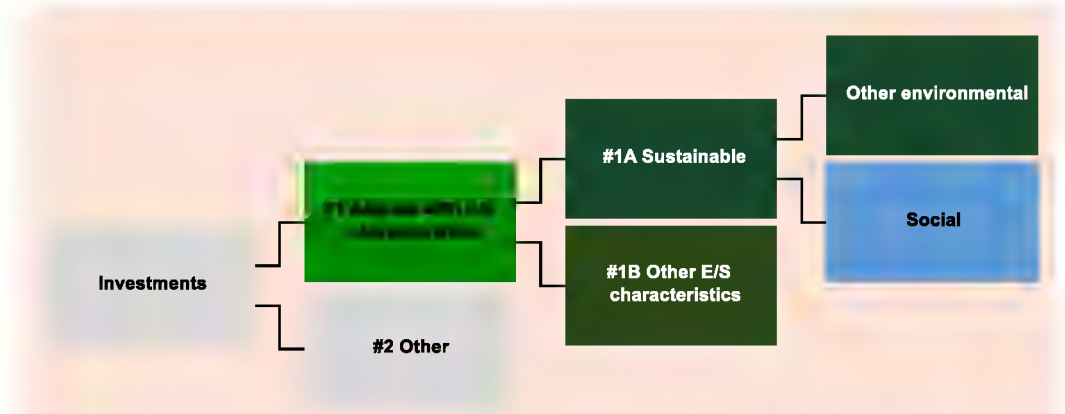 Other environmental
#1A Sustainable
Social
#1B Other E/S
characteristics
Investments
#2 Other